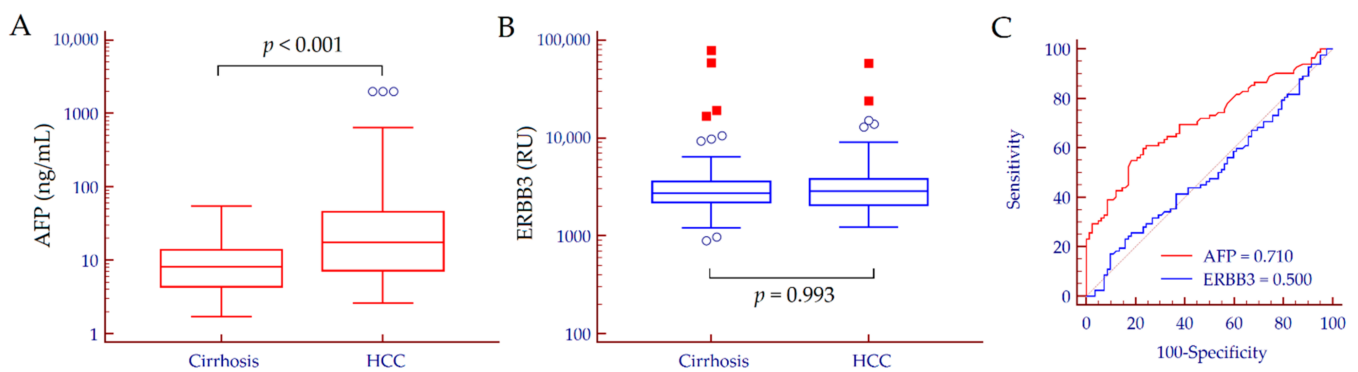 A
AFP (ng/mL)
10,000
1000
100
10
1
p < 0.001
Cirrhosis
HCC
B
ERBB3 (RU)
100,000
10,000
1000
100
p = 0.993
Cirrhosis
HCC
C
Sensitivity
100
80
60
40
20
0
AFP = 0.710
ERBB3 = 0.500
0 20 40 60 80 100
100-Specificity